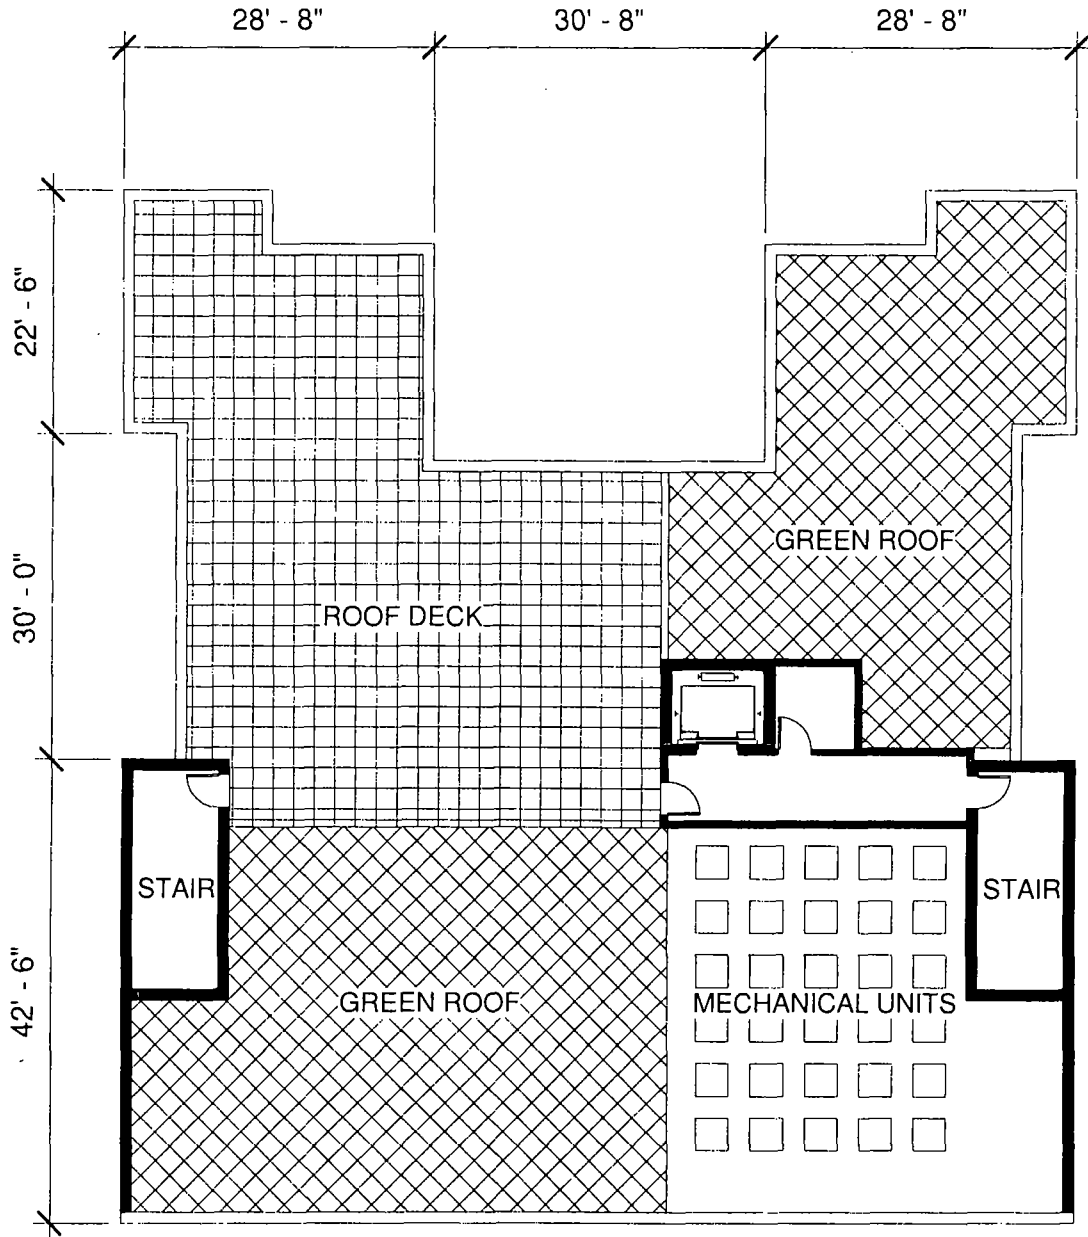 28' - 8"
30' - 8"
28' - 8"
22' - 6"
30' - 0"
GREEN ROOF
ROOF DECK
STAIR
STAIR
42' - 6"
GREEN ROOF
MECHANICAL UNITS